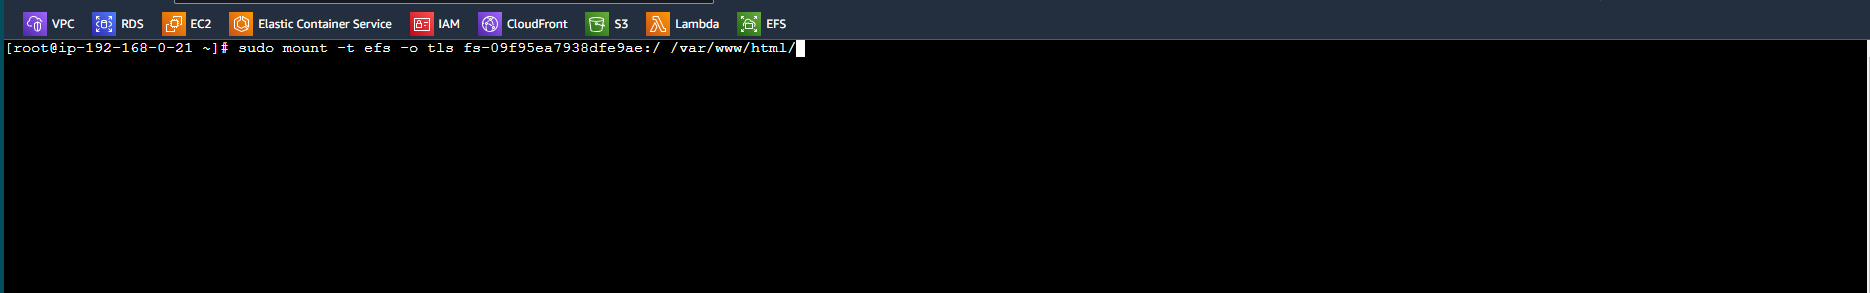 VPC RDS EC2 Elastic Container Service IAM CloudFront S3 Lambda EFS
[root@ip-192-168-0-21 ~]# sudo mount -t efs -o tls fs-09f95ea7938dfe9ae:/ /var/www/html/